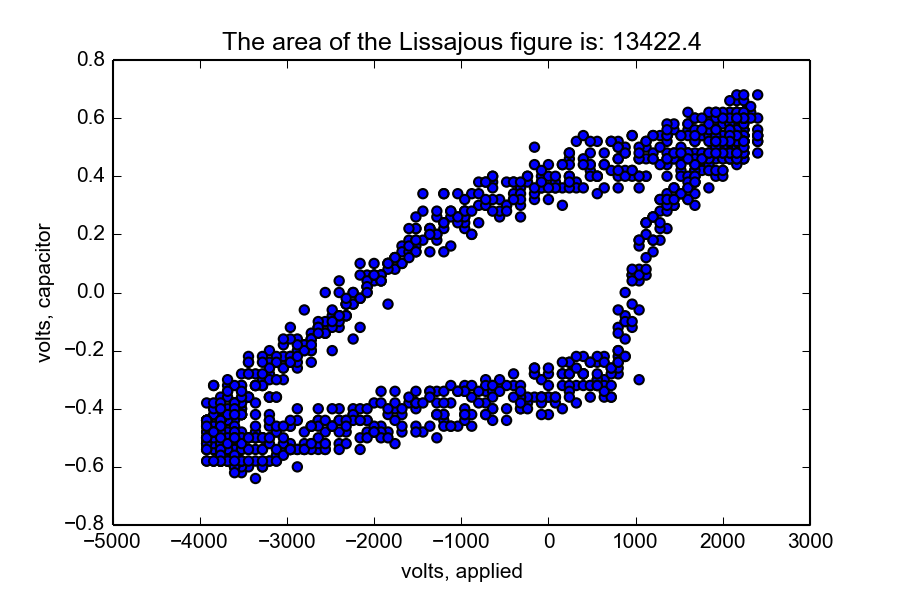 The area of the Lissajous figure is: 13422.4
0.8
0.6
0.4
0.2
0.0
−0.2
−0.4
−0.6
−0.8
volts, capacitor
−5000 −4000 −3000 −2000 −1000 0 1000 2000 3000
volts, applied